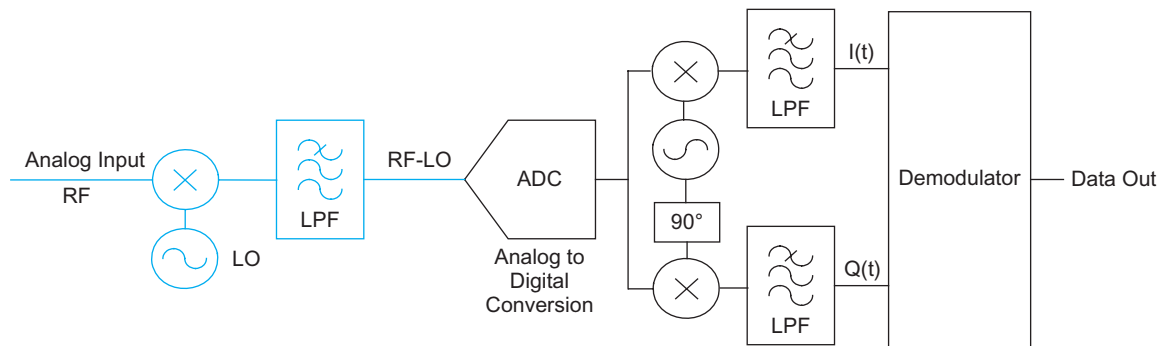 Analog Input
RF
LO
LPF
RF-LO
ADC
Analog to
Digital
Conversion
90°
LPF
I(t)
LPF
Q(t)
Demodulator
Data Out